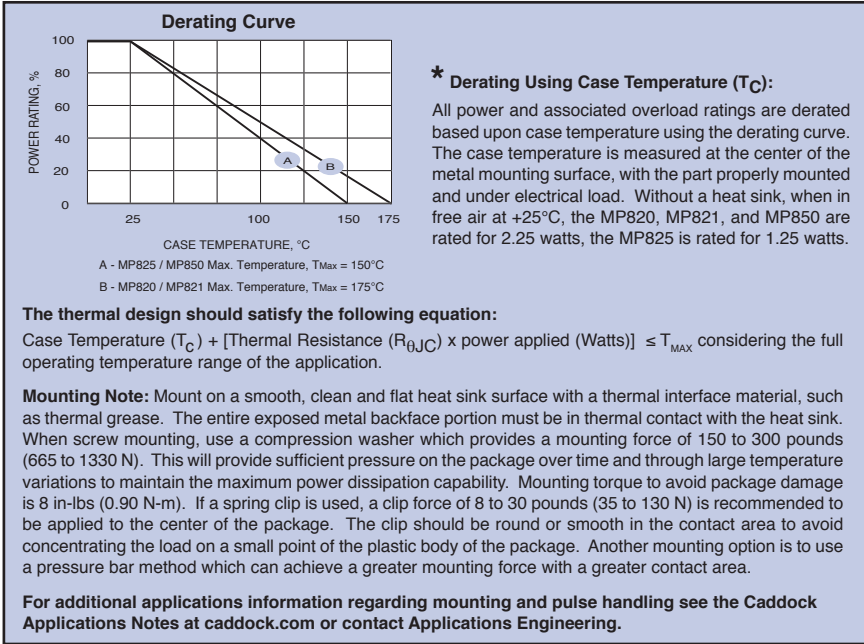 Derating Curve
POWER RATING, %
100
80
60
40
20
0
A
B
25
100
150
175
CASE TEMPERATURE, °C
A - MP825 / MP850 Max. Temperature, TMax = 150°C
B - MP820 / MP821 Max. Temperature, TMax = 175°C
* Derating Using Case Temperature (TC):
All power and associated overload ratings are derated
based upon case temperature using the derating curve.
The case temperature is measured at the center of the
metal mounting surface, with the part properly mounted
and under electrical load. Without a heat sink, when in
free air at +25°C, the MP820, MP821, and MP850 are
rated for 2.25 watts, the MP825 is rated for 1.25 watts.
The thermal design should satisfy the following equation:
Case Temperature (TC) + [Thermal Resistance (RθJC) x power applied (Watts)] ≤ TMAX considering the full
operating temperature range of the application.
Mounting Note: Mount on a smooth, clean and flat heat sink surface with a thermal interface material, such
as thermal grease. The entire exposed metal backface portion must be in thermal contact with the heat sink.
When screw mounting, use a compression washer which provides a mounting force of 150 to 300 pounds
(665 to 1330 N). This will provide sufficient pressure on the package over time and through large temperature
variations to maintain the maximum power dissipation capability. Mounting torque to avoid package damage
is 8 in-lbs (0.90 N-m). If a spring clip is used, a clip force of 8 to 30 pounds (35 to 130 N) is recommended to
be applied to the center of the package. The clip should be round or smooth in the contact area to avoid
concentrating the load on a small point of the plastic body of the package. Another mounting option is to use
a pressure bar method which can achieve a greater mounting force with a greater contact area.
For additional applications information regarding mounting and pulse handling see the Caddock
Applications Notes at caddock.com or contact Applications Engineering.